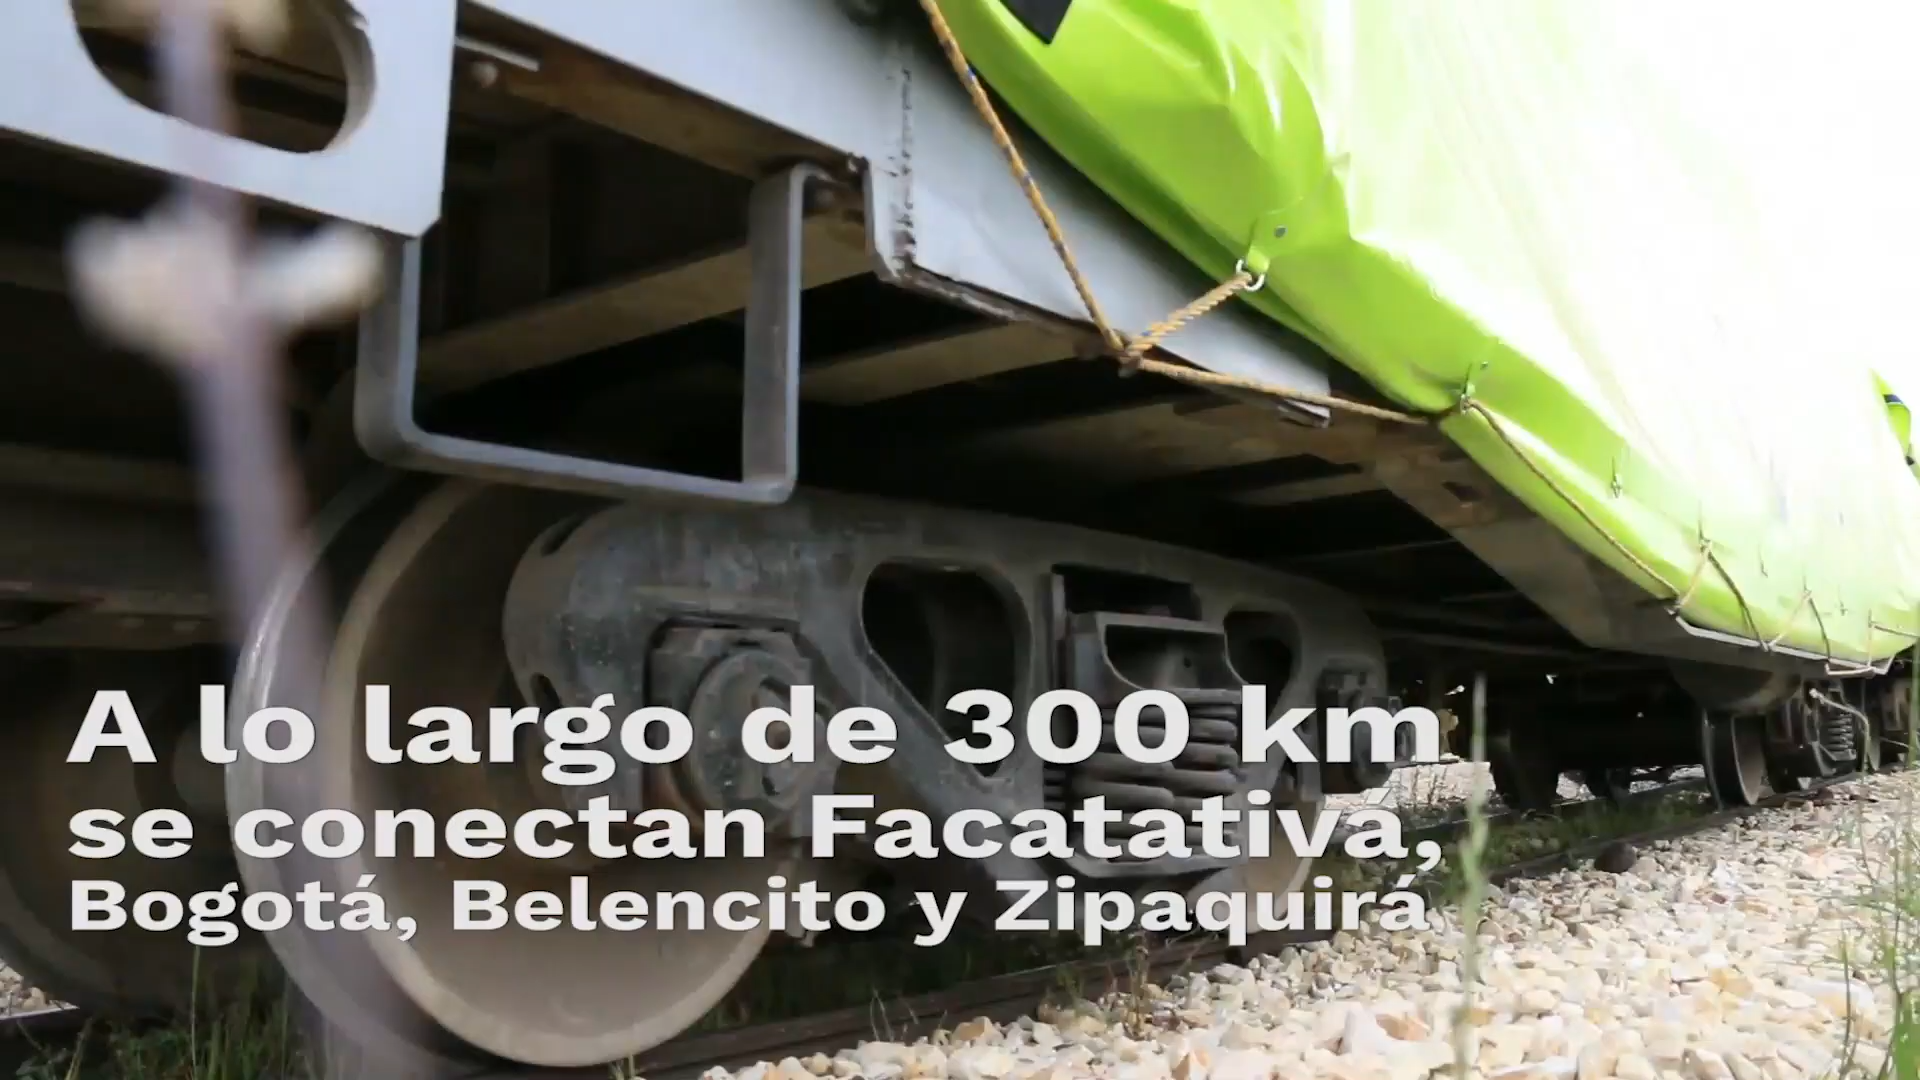 A lo largo de 300 km
se conectan Facatativá,
Bogotá, Belencito y Zipaquirá